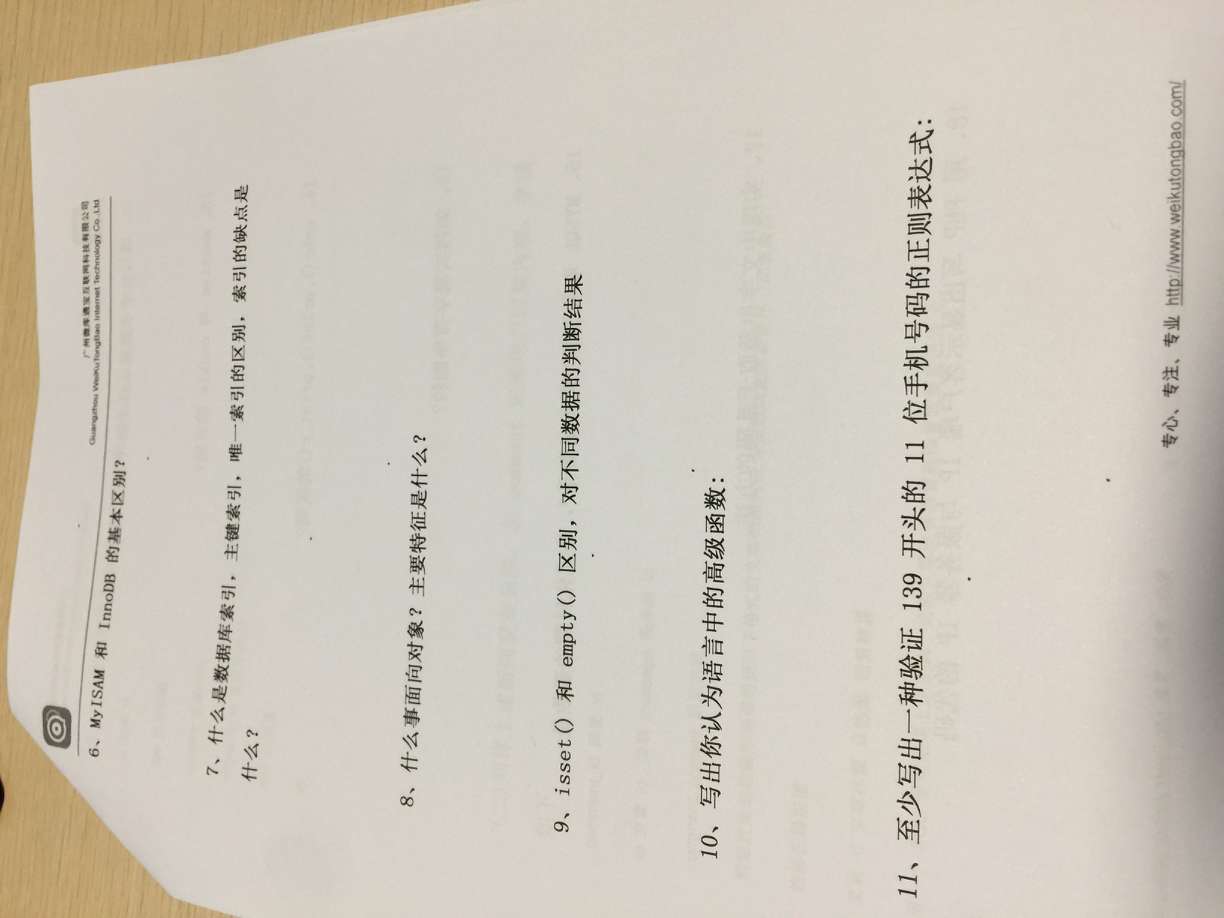 广州微库通宝互联网科技有限公司
Guangzhou WeiKuTongBao Internet Technology Co.,Ltd
6、MyISAM 和 InnoDB 的基本区别?
7、什么是数据库索引，主键索引，唯一索引的区别，索引的缺点是
什么?
8、什么事面向对象? 主要特征是什么?
9、isset() 和 empty() 区别，对不同数据的判断结果
10、写出你认为语言中的高级函数:
11、至少写出一种验证 139 开头的 11 位手机号码的正则表达式:
专心、专注、专业 http://www.weikutongbao.com/